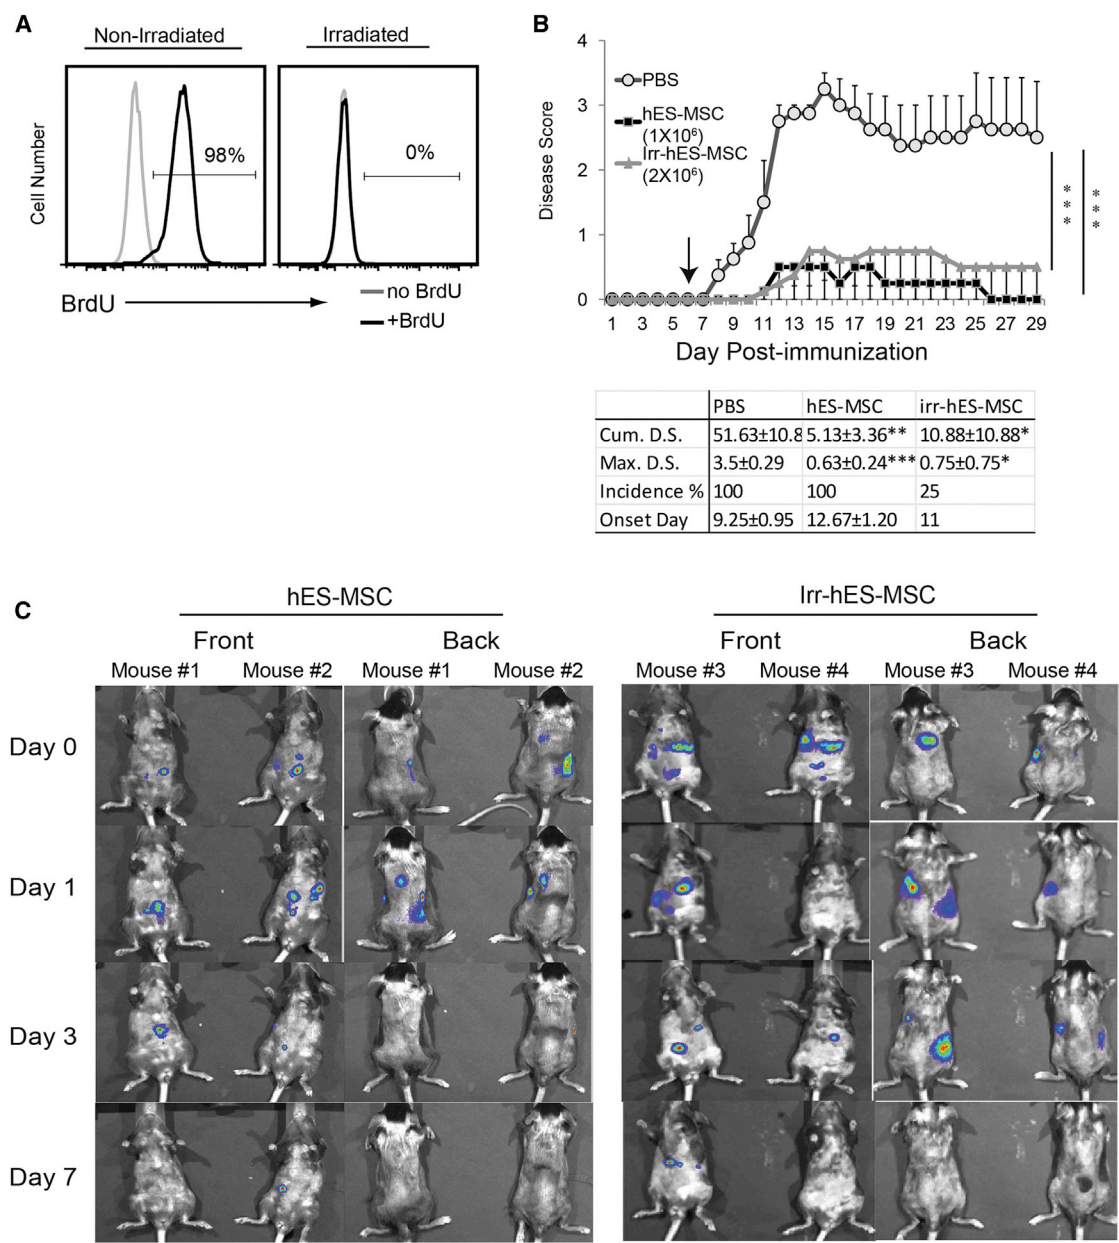 A
Non-Irradiated
Irradiated
98%
0%
Cell Number
BrdU
no BrdU
+BrdU
B
4
3
2
1
0
Disease Score
PBS
hES-MSC
(1X10⁶)
Irr-hES-MSC
(2X10⁶)
***
***
1 3 5 7 9 11 13 15 17 19 21 23 25 27 29
Day Post-immunization
PBS hES-MSC irr-hES-MSC
Cum. D.S. 51.63±10.8 5.13±3.36** 10.88±10.88*
Max. D.S. 3.5±0.29 0.63±0.24*** 0.75±0.75*
Incidence % 100 100 25
Onset Day 9.25±0.95 12.67±1.20 11
C
hES-MSC Irr-hES-MSC
Front Back Front Back
Mouse #1 Mouse #2 Mouse #1 Mouse #2 Mouse #3 Mouse #4 Mouse #3 Mouse #4
Day 0
Day 1
Day 3
Day 7